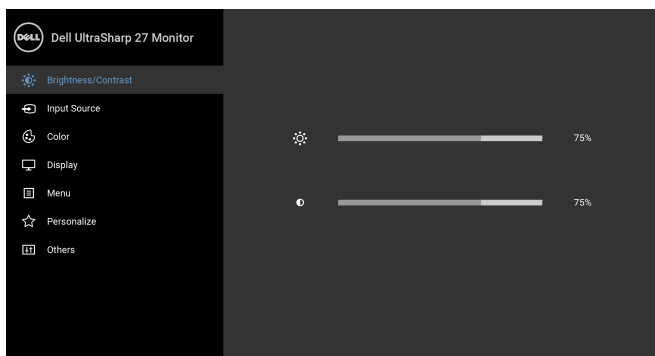 DELL Dell UltraSharp 27 Monitor
Brightness/Contrast
Input Source
Color
75%
Display
Menu
75%
Personalize
Others